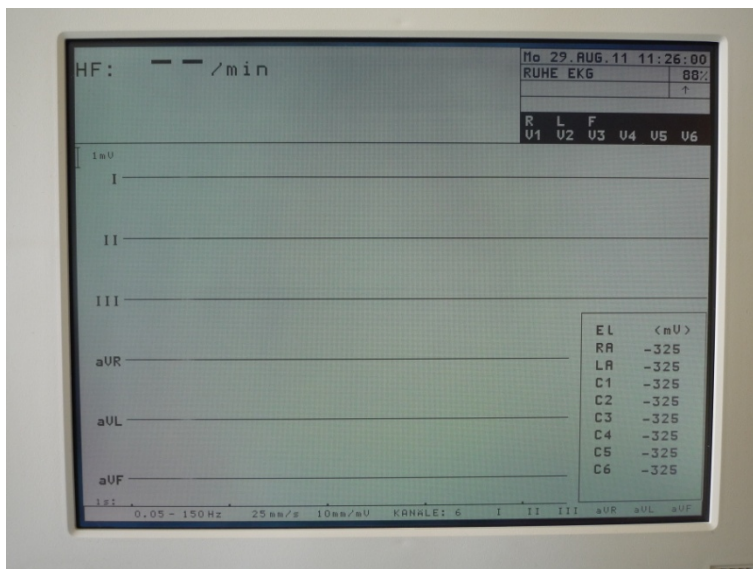 HF: -- /min
Mo 29.AUG.11 11:26:00
RUHE EKG 88%
↑
R L F
V1 V2 V3 V4 V5 V6
1mV
I
II
III
aVR
aVL
aVF
El <mV>
RA -325
LA -325
C1 -325
C2 -325
C3 -325
C4 -325
C5 -325
C6 -325
1s:
0.05 - 150Hz 25mm/s 10mm/mV KANALE: 6 I II III aVR aVL aVF